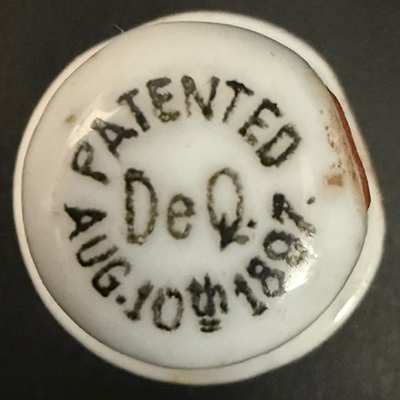 PATENTED
DeQ.
AUG. 10th 1897.